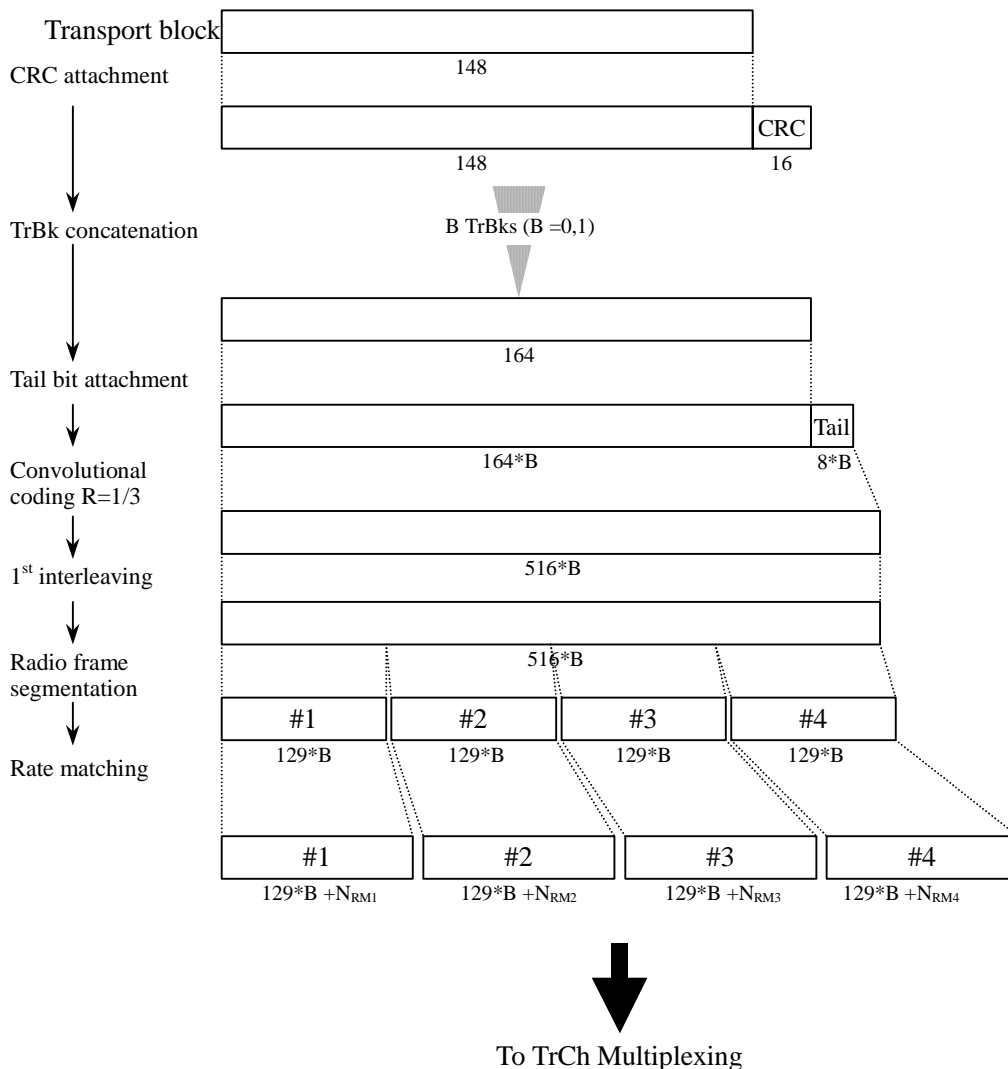 Transport block
148
CRC attachment
CRC
148 16
TrBk concatenation
B TrBks (B =0,1)
164
Tail bit attachment
Tail
164*B 8*B
Convolutional
coding R=1/3
516*B
1st interleaving
516*B
Radio frame
segmentation
#1 #2 #3 #4
129*B 129*B 129*B 129*B
Rate matching
#1 #2 #3 #4
129*B +NRM1 129*B +NRM2 129*B +NRM3 129*B +NRM4
To TrCh Multiplexing